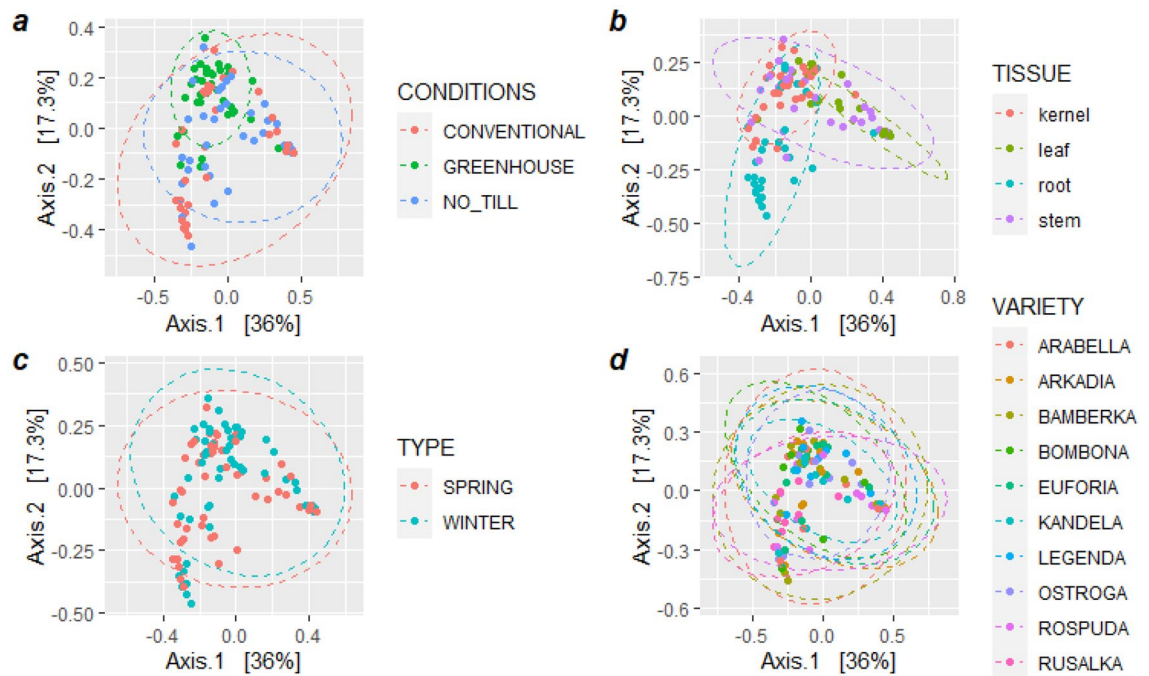 a
0.4
0.2
0.0
-0.2
-0.4
Axis.2 [17.3%]
-0.5 0.0 0.5
Axis.1 [36%]
CONDITIONS
CONVENTIONAL
GREENHOUSE
NO_TILL
b
0.25
0.00
-0.25
-0.50
-0.75
Axis.2 [17.3%]
-0.4 0.0 0.4 0.8
Axis.1 [36%]
TISSUE
kernel
leaf
root
stem
c
0.50
0.25
0.00
-0.25
-0.50
Axis.2 [17.3%]
-0.4 0.0 0.4
Axis.1 [36%]
TYPE
SPRING
WINTER
d
0.6
0.3
0.0
-0.3
-0.6
Axis.2 [17.3%]
-0.5 0.0 0.5
Axis.1 [36%]
VARIETY
ARABELLA
ARKADIA
BAMBERKA
BOMBONA
EUFORIA
KANDELA
LEGENDA
OSTROGA
ROSPUDA
RUSALKA